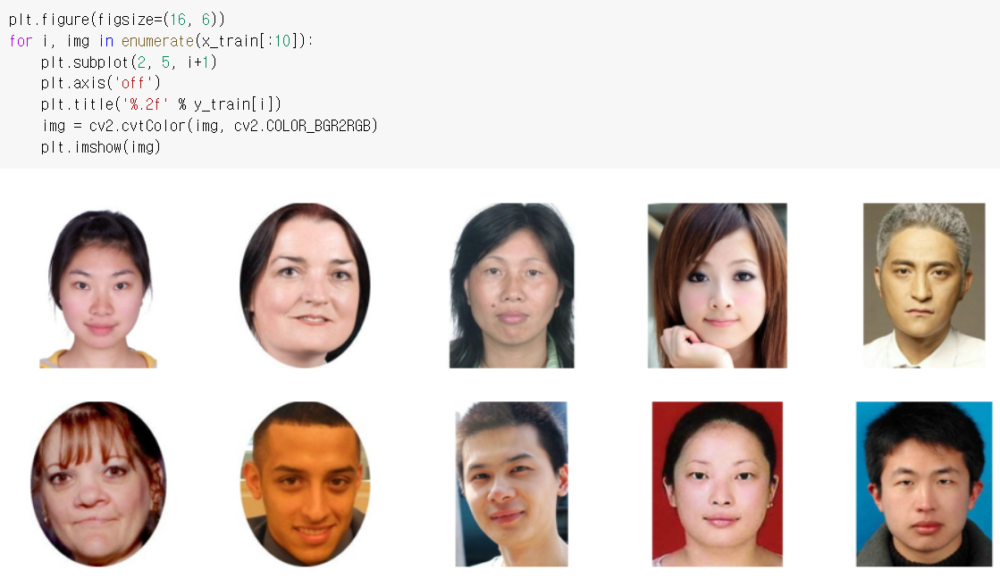 plt.figure(figsize=(16, 6))
for i, img in enumerate(x_train[:10]):
    plt.subplot(2, 5, i+1)
    plt.axis('off')
    plt.title('%.2f' % y_train[i])
    img = cv2.cvtColor(img, cv2.COLOR_BGR2RGB)
    plt.imshow(img)